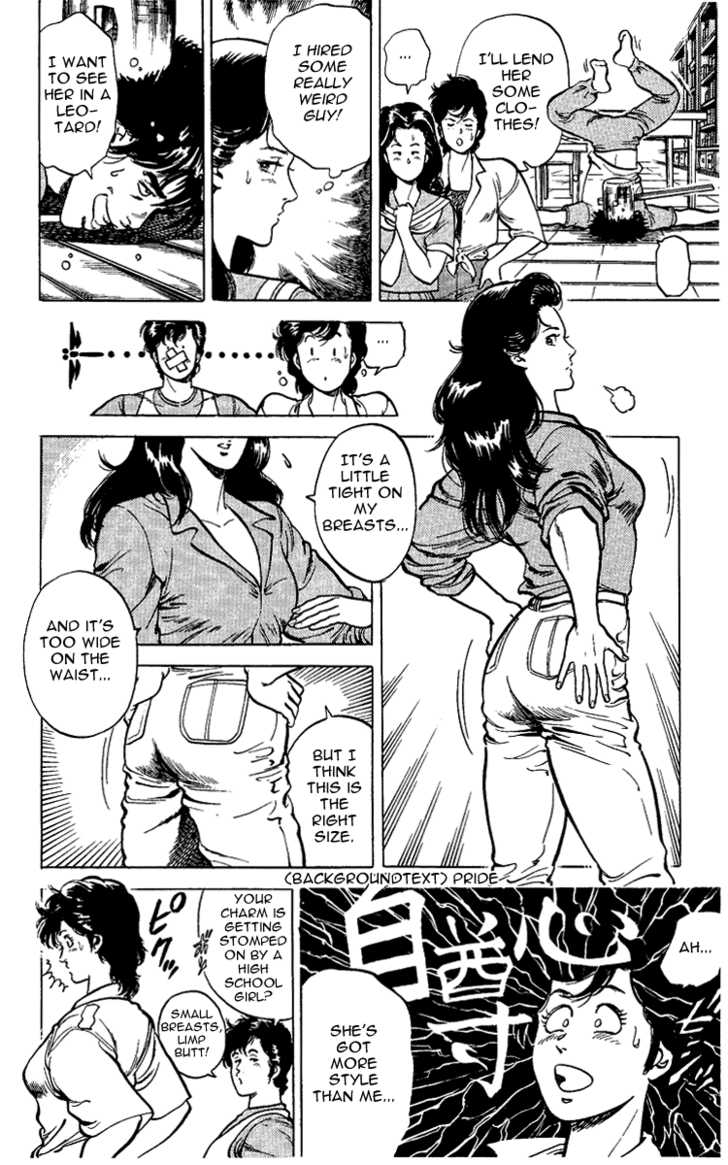 I'LL LEND
HER
SOME
CLO-
THES!
...
I HIRED
SOME
REALLY
WEIRD
GUY!
I WANT
TO SEE
HER IN A
LEO-
TARD!
...
IT'S A
LITTLE
TIGHT ON
MY
BREASTS...
AND IT'S
TOO WIDE
ON THE
WAIST...
BUT I
THINK
THIS IS
THE
RIGHT
SIZE.
(BACKGROUNDTEXT) PRIDE
AH...
自尊心
SHE'S
GOT
MORE
STYLE
THAN ME...
YOUR
CHARM IS
GETTING
STOMPED
ON BY A
HIGH
SCHOOL
GIRL?
SMALL
BREASTS,
LIMP
BUTT!
ピクッ